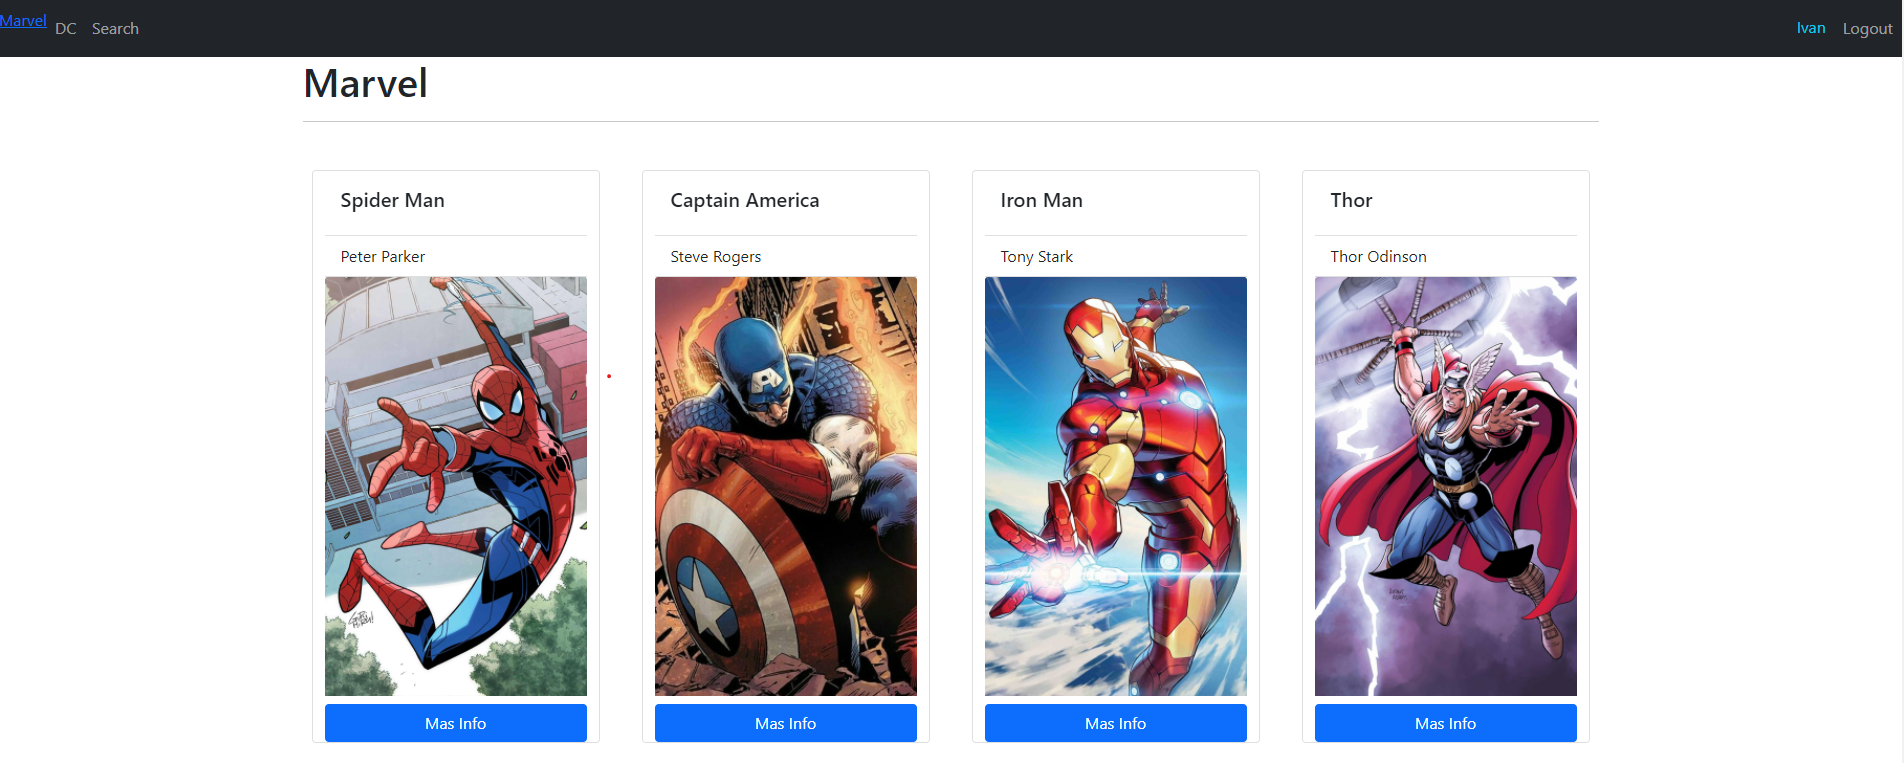 Marvel DC Search Ivan Logout
Marvel
Spider Man
Peter Parker
Mas Info
Captain America
Steve Rogers
A
Mas Info
Iron Man
Tony Stark
Mas Info
Thor
Thor Odinson
Mas Info